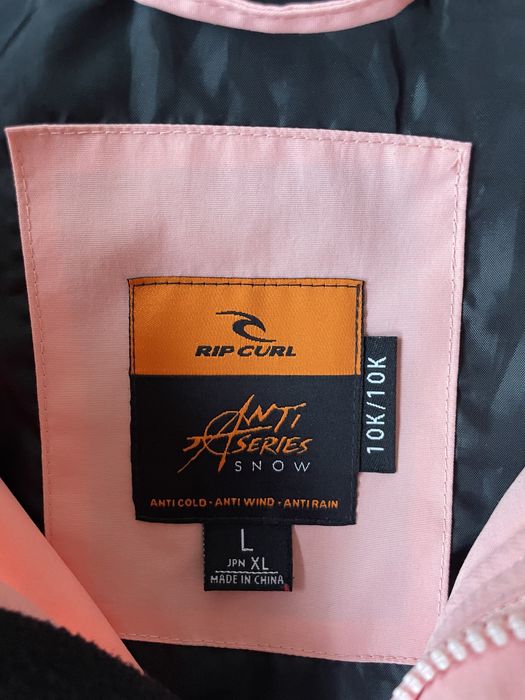 RIP CURL
ANTI
SERIES
SNOW
ANTI COLD • ANTI WIND • ANTI RAIN
10K/10K
L
JPN XL
MADE IN CHINA